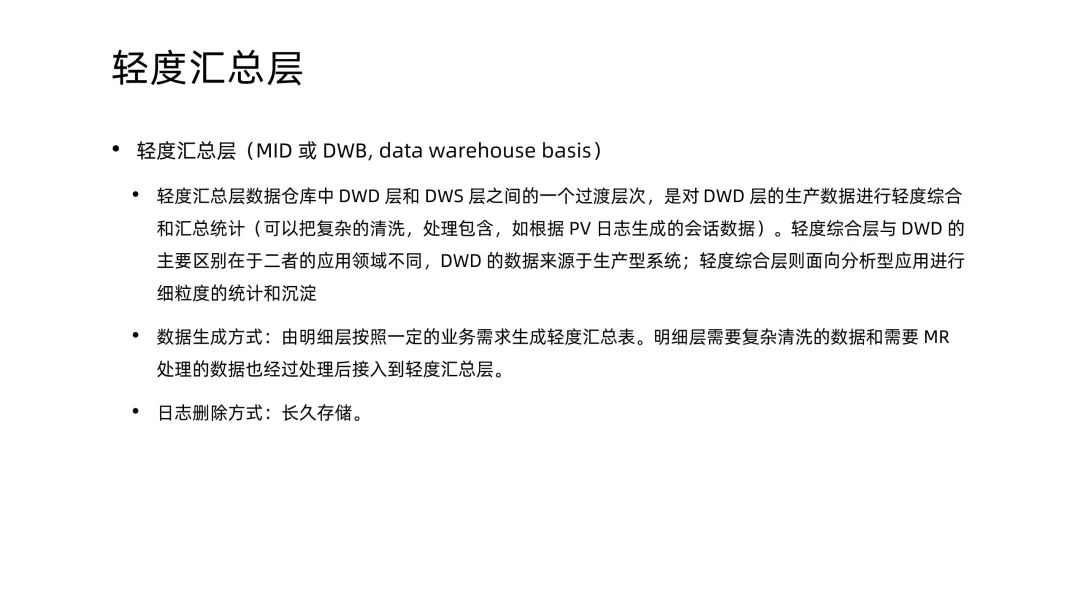 轻度汇总层
• 轻度汇总层（MID 或 DWB, data warehouse basis）
• 轻度汇总层数据仓库中 DWD 层和 DWS 层之间的一个过渡层次，是对 DWD 层的生产数据进行轻度综合
和汇总统计（可以把复杂的清洗，处理包含，如根据 PV 日志生成的会话数据）。轻度综合层与 DWD 的
主要区别在于二者的应用领域不同，DWD 的数据来源于生产型系统；轻度综合层则面向分析型应用进行
细粒度的统计和沉淀
• 数据生成方式：由明细层按照一定的业务需求生成轻度汇总表。明细层需要复杂清洗的数据和需要 MR
处理的数据也经过处理后接入到轻度汇总层。
• 日志删除方式：长久存储。